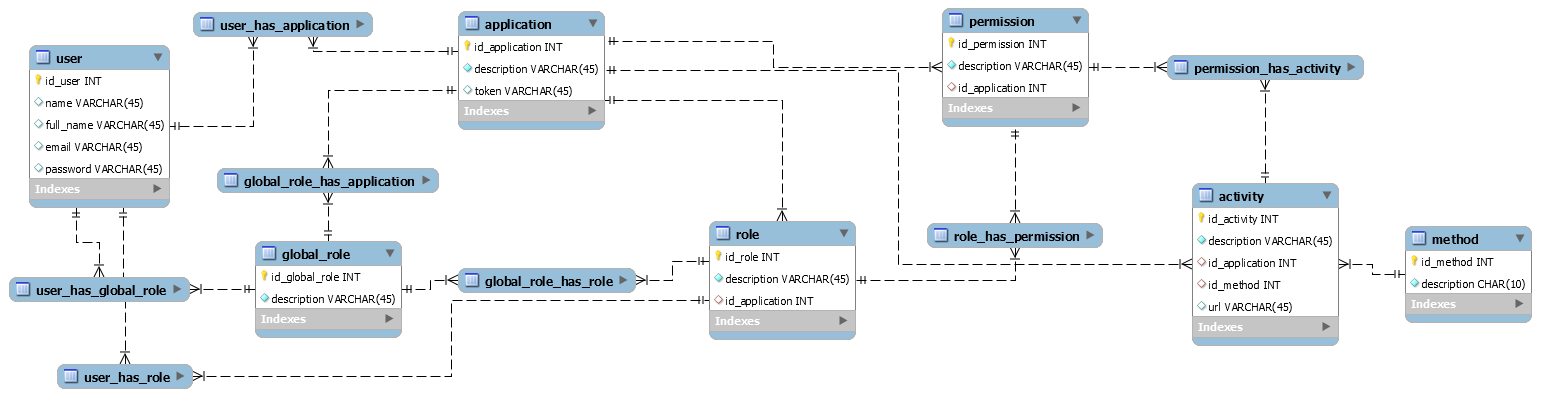 user_has_application
application
id_application INT
description VARCHAR(45)
token VARCHAR(45)
Indexes
permission
id_permission INT
description VARCHAR(45)
id_application INT
Indexes
user
id_user INT
name VARCHAR(45)
full_name VARCHAR(45)
email VARCHAR(45)
password VARCHAR(45)
Indexes
permission_has_activity
global_role_has_application
activity
id_activity INT
description VARCHAR(45)
id_application INT
id_method INT
url VARCHAR(45)
Indexes
method
id_method INT
description CHAR(10)
Indexes
role
id_role INT
description VARCHAR(45)
id_application INT
Indexes
role_has_permission
global_role
id_global_role INT
description VARCHAR(45)
Indexes
global_role_has_role
user_has_global_role
user_has_role